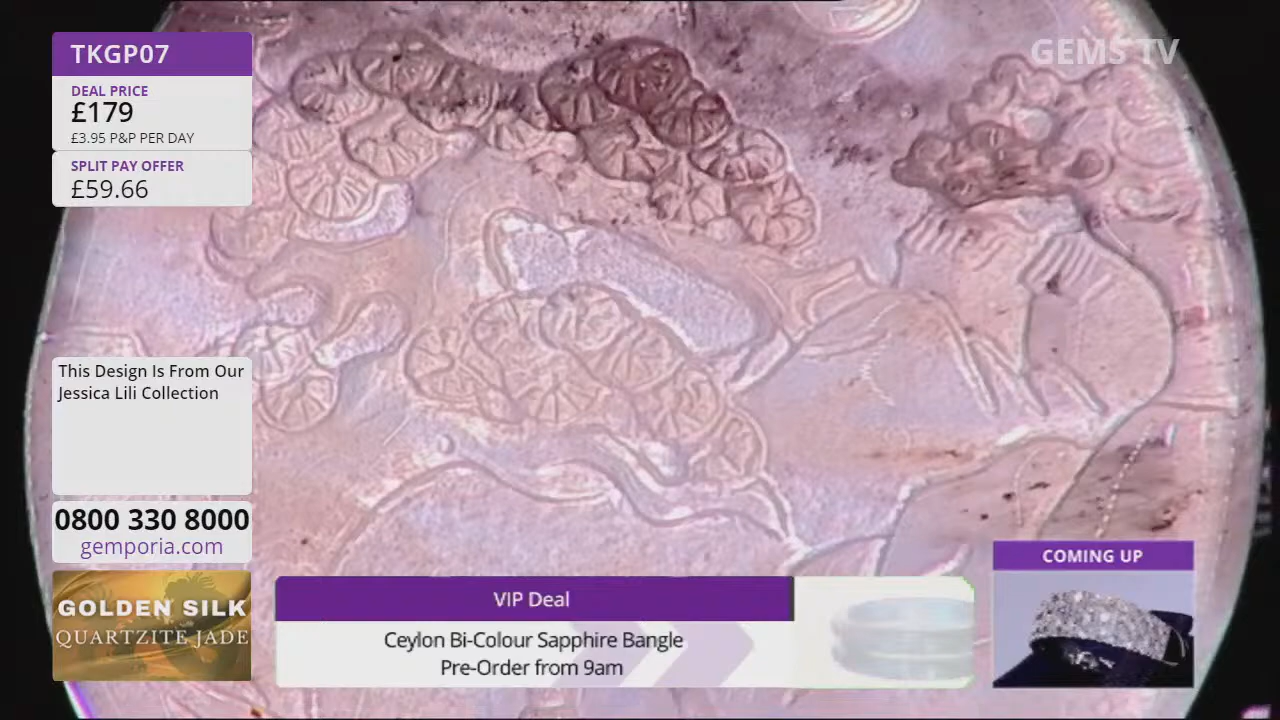 TKGP07
DEAL PRICE
£179
£3.95 P&P PER DAY
SPLIT PAY OFFER
£59.66
GEMS TV
This Design Is From Our
Jessica Lili Collection
0800 330 8000
gemporia.com
GOLDEN SILK
QUARTZITE JADE
VIP Deal
Ceylon Bi-Colour Sapphire Bangle
Pre-Order from 9am
COMING UP